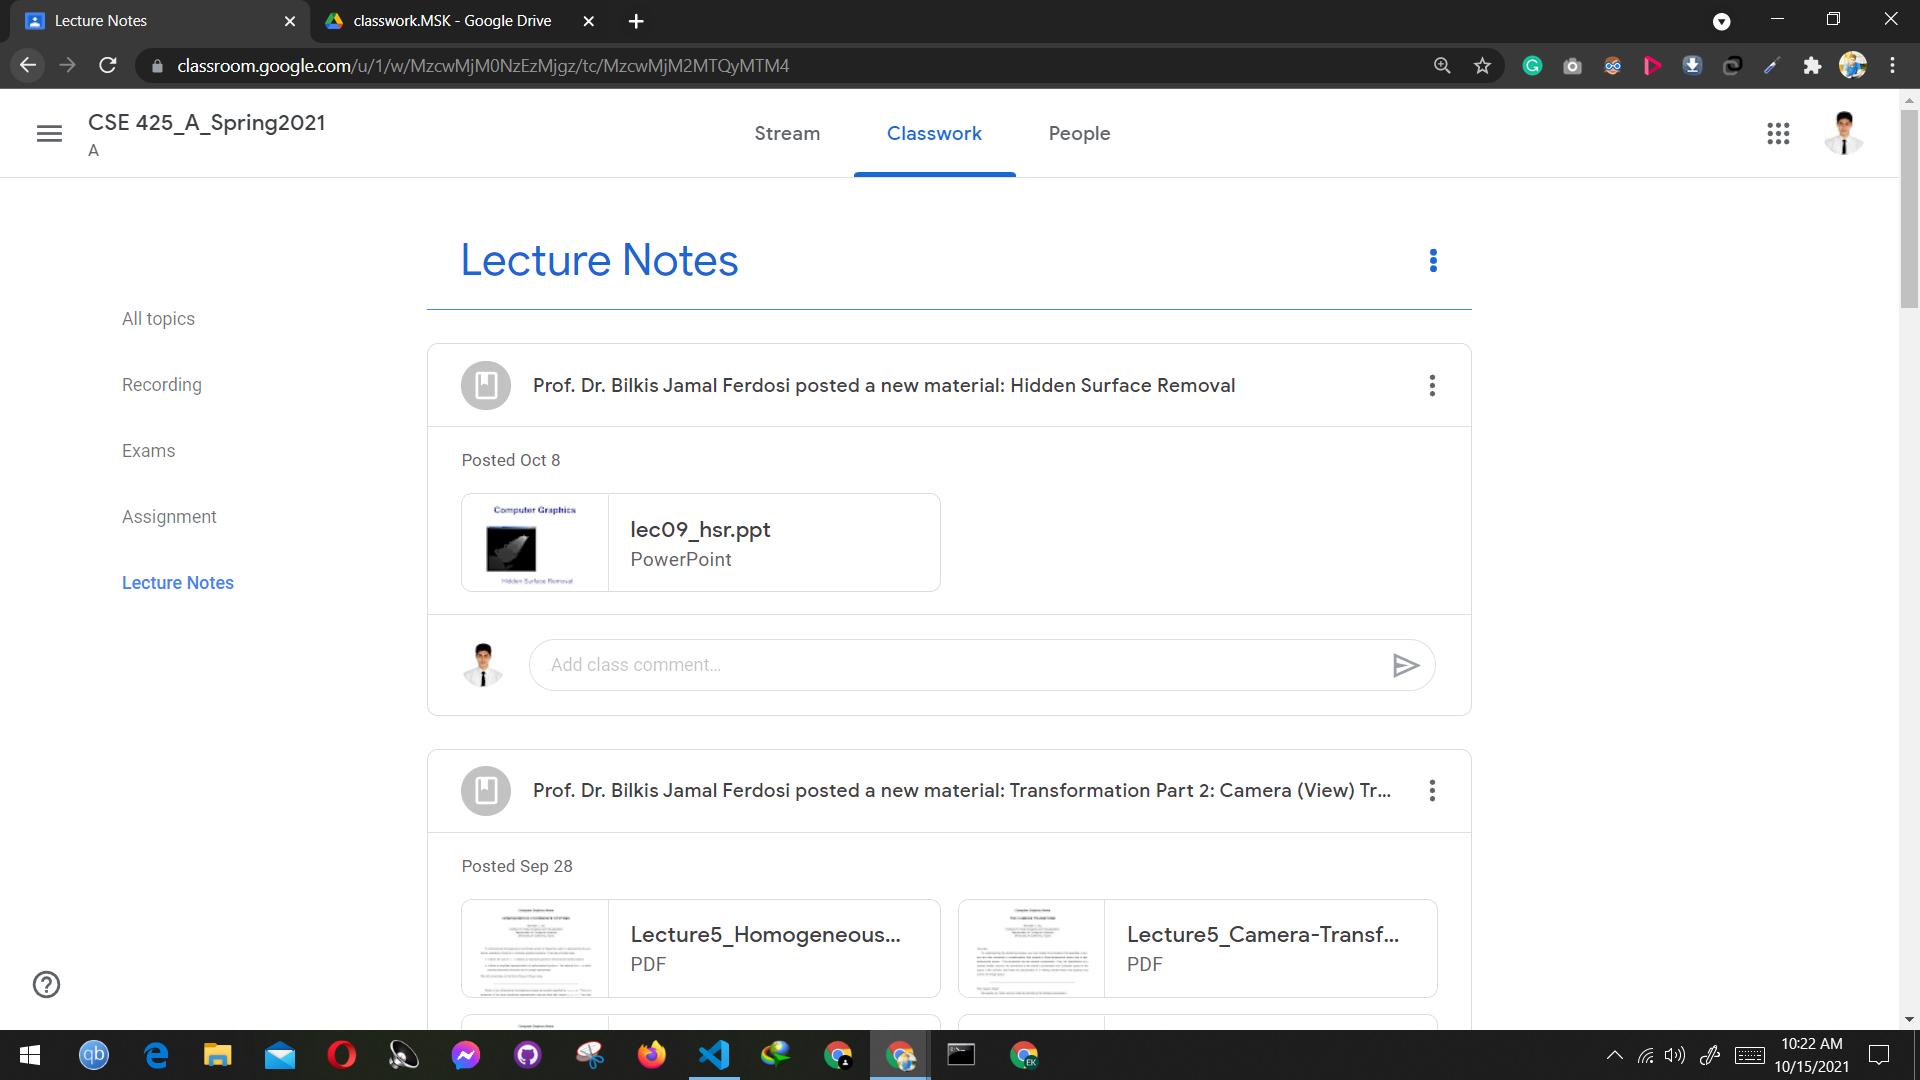 Lecture Notes
classwork.MSK - Google Drive
classroom.google.com/u/1/w/MzcwMjM0NzEzMjgz/tc/MzcwMjM2MTQyMTM4
CSE 425_A_Spring2021
A
Stream
Classwork
People
Lecture Notes
All topics
Recording
Exams
Assignment
Lecture Notes
Prof. Dr. Bilkis Jamal Ferdosi posted a new material: Hidden Surface Removal
Posted Oct 8
Computer Graphics
Hidden Surface Removal
lec09_hsr.ppt
PowerPoint
Add class comment...
Prof. Dr. Bilkis Jamal Ferdosi posted a new material: Transformation Part 2: Camera (View) Tr...
Posted Sep 28
Lecture5_Homogeneous...
PDF
Lecture5_Camera-Transf...
PDF
qb
EK
10:22 AM
10/15/2021